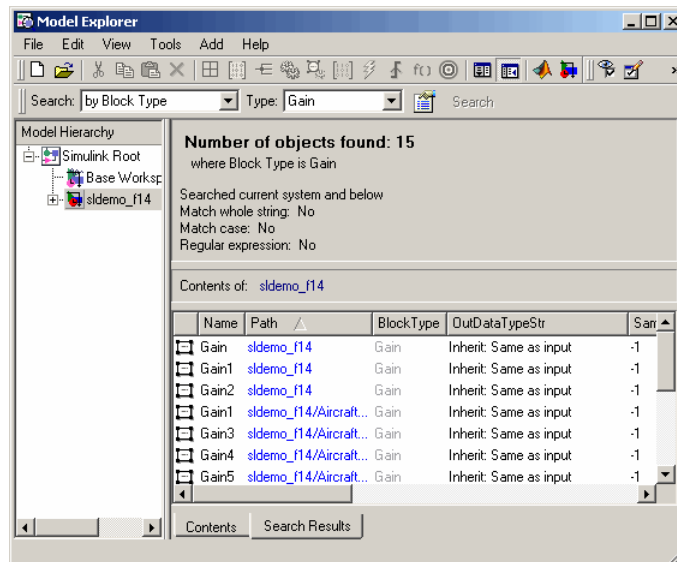 Model Explorer
File Edit View Tools Add Help
f()
Search: by Block Type Type: Gain Search
Model Hierarchy
Simulink Root
Base Worksp
sldemo_f14
Number of objects found: 15
where Block Type is Gain
Searched current system and below
Match whole string: No
Match case: No
Regular expression: No
Contents of: sldemo_f14
Name Path BlockType OutDataTypeStr Sam
Gain sldemo_f14 Gain Inherit: Same as input -1
Gain1 sldemo_f14 Gain Inherit: Same as input -1
Gain2 sldemo_f14 Gain Inherit: Same as input -1
Gain1 sldemo_f14/Aircraft... Gain Inherit: Same as input -1
Gain3 sldemo_f14/Aircraft... Gain Inherit: Same as input -1
Gain4 sldemo_f14/Aircraft... Gain Inherit: Same as input -1
Gain5 sldemo_f14/Aircraft... Gain Inherit: Same as input -1
Contents Search Results